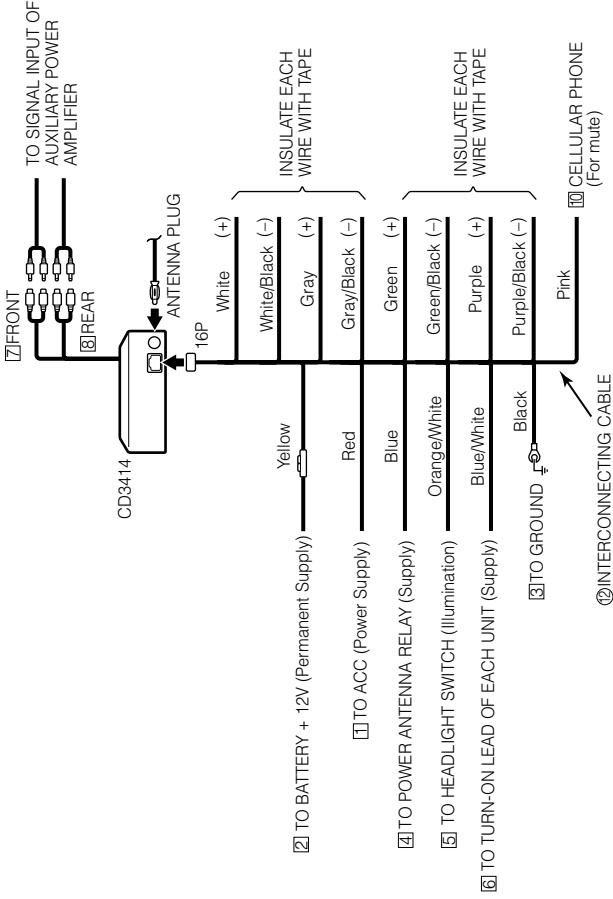 7 FRONT
8 REAR
TO SIGNAL INPUT OF
AUXILIARY POWER
AMPLIFIER
ANTENNA PLUG
CD3414
16P
White (+)
White/Black (−)
Gray (+)
Gray/Black (−)
INSULATE EACH
WIRE WITH TAPE
Green (+)
Green/Black (−)
Purple (+)
Purple/Black (−)
INSULATE EACH
WIRE WITH TAPE
Pink
10 CELLULAR PHONE
(For mute)
Yellow
2 TO BATTERY + 12V (Permanent Supply)
Red
1 TO ACC (Power Supply)
Blue
4 TO POWER ANTENNA RELAY (Supply)
Orange/White
5 TO HEADLIGHT SWITCH (Illumination)
Blue/White
6 TO TURN-ON LEAD OF EACH UNIT (Supply)
Black
3 TO GROUND
⑫INTERCONNECTING CABLE